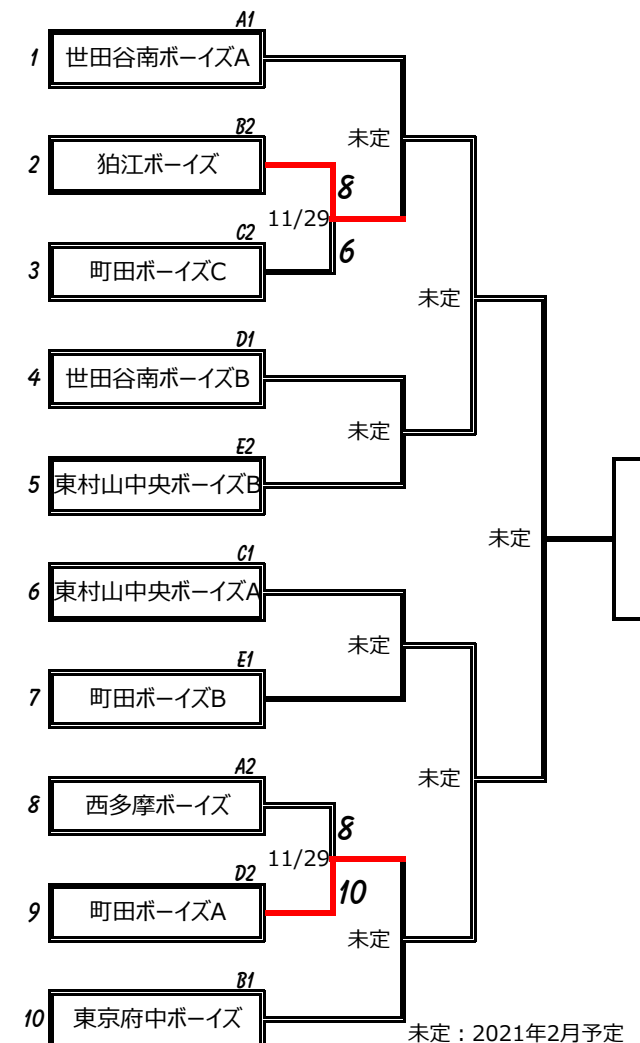 A1
1 世田谷南ボーイズA
B2
未定
2 狛江ボーイズ
8
11/29
C2
6
3 町田ボーイズC
未定
D1
4 世田谷南ボーイズB
未定
E2
5 東村山中央ボーイズB
未定
C1
6 東村山中央ボーイズA
未定
E1
7 町田ボーイズB
A2
未定
8 西多摩ボーイズ
8
11/29
D2
10
9 町田ボーイズA
未定
B1
10 東京府中ボーイズ
未定：2021年2月予定